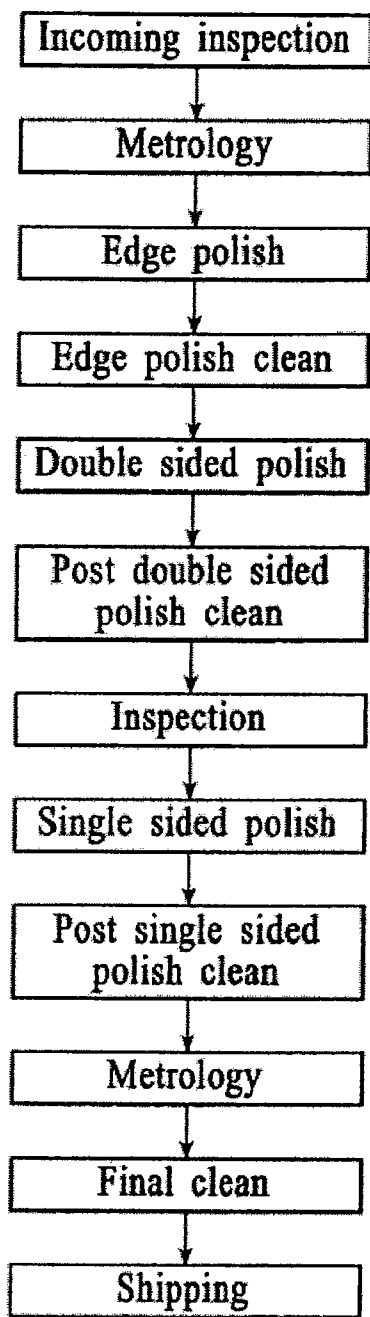 Incoming inspection
Metrology
Edge polish
Edge polish clean
Double sided polish
Post double sided
polish clean
Inspection
Single sided polish
Post single sided
polish clean
Metrology
Final clean
Shipping